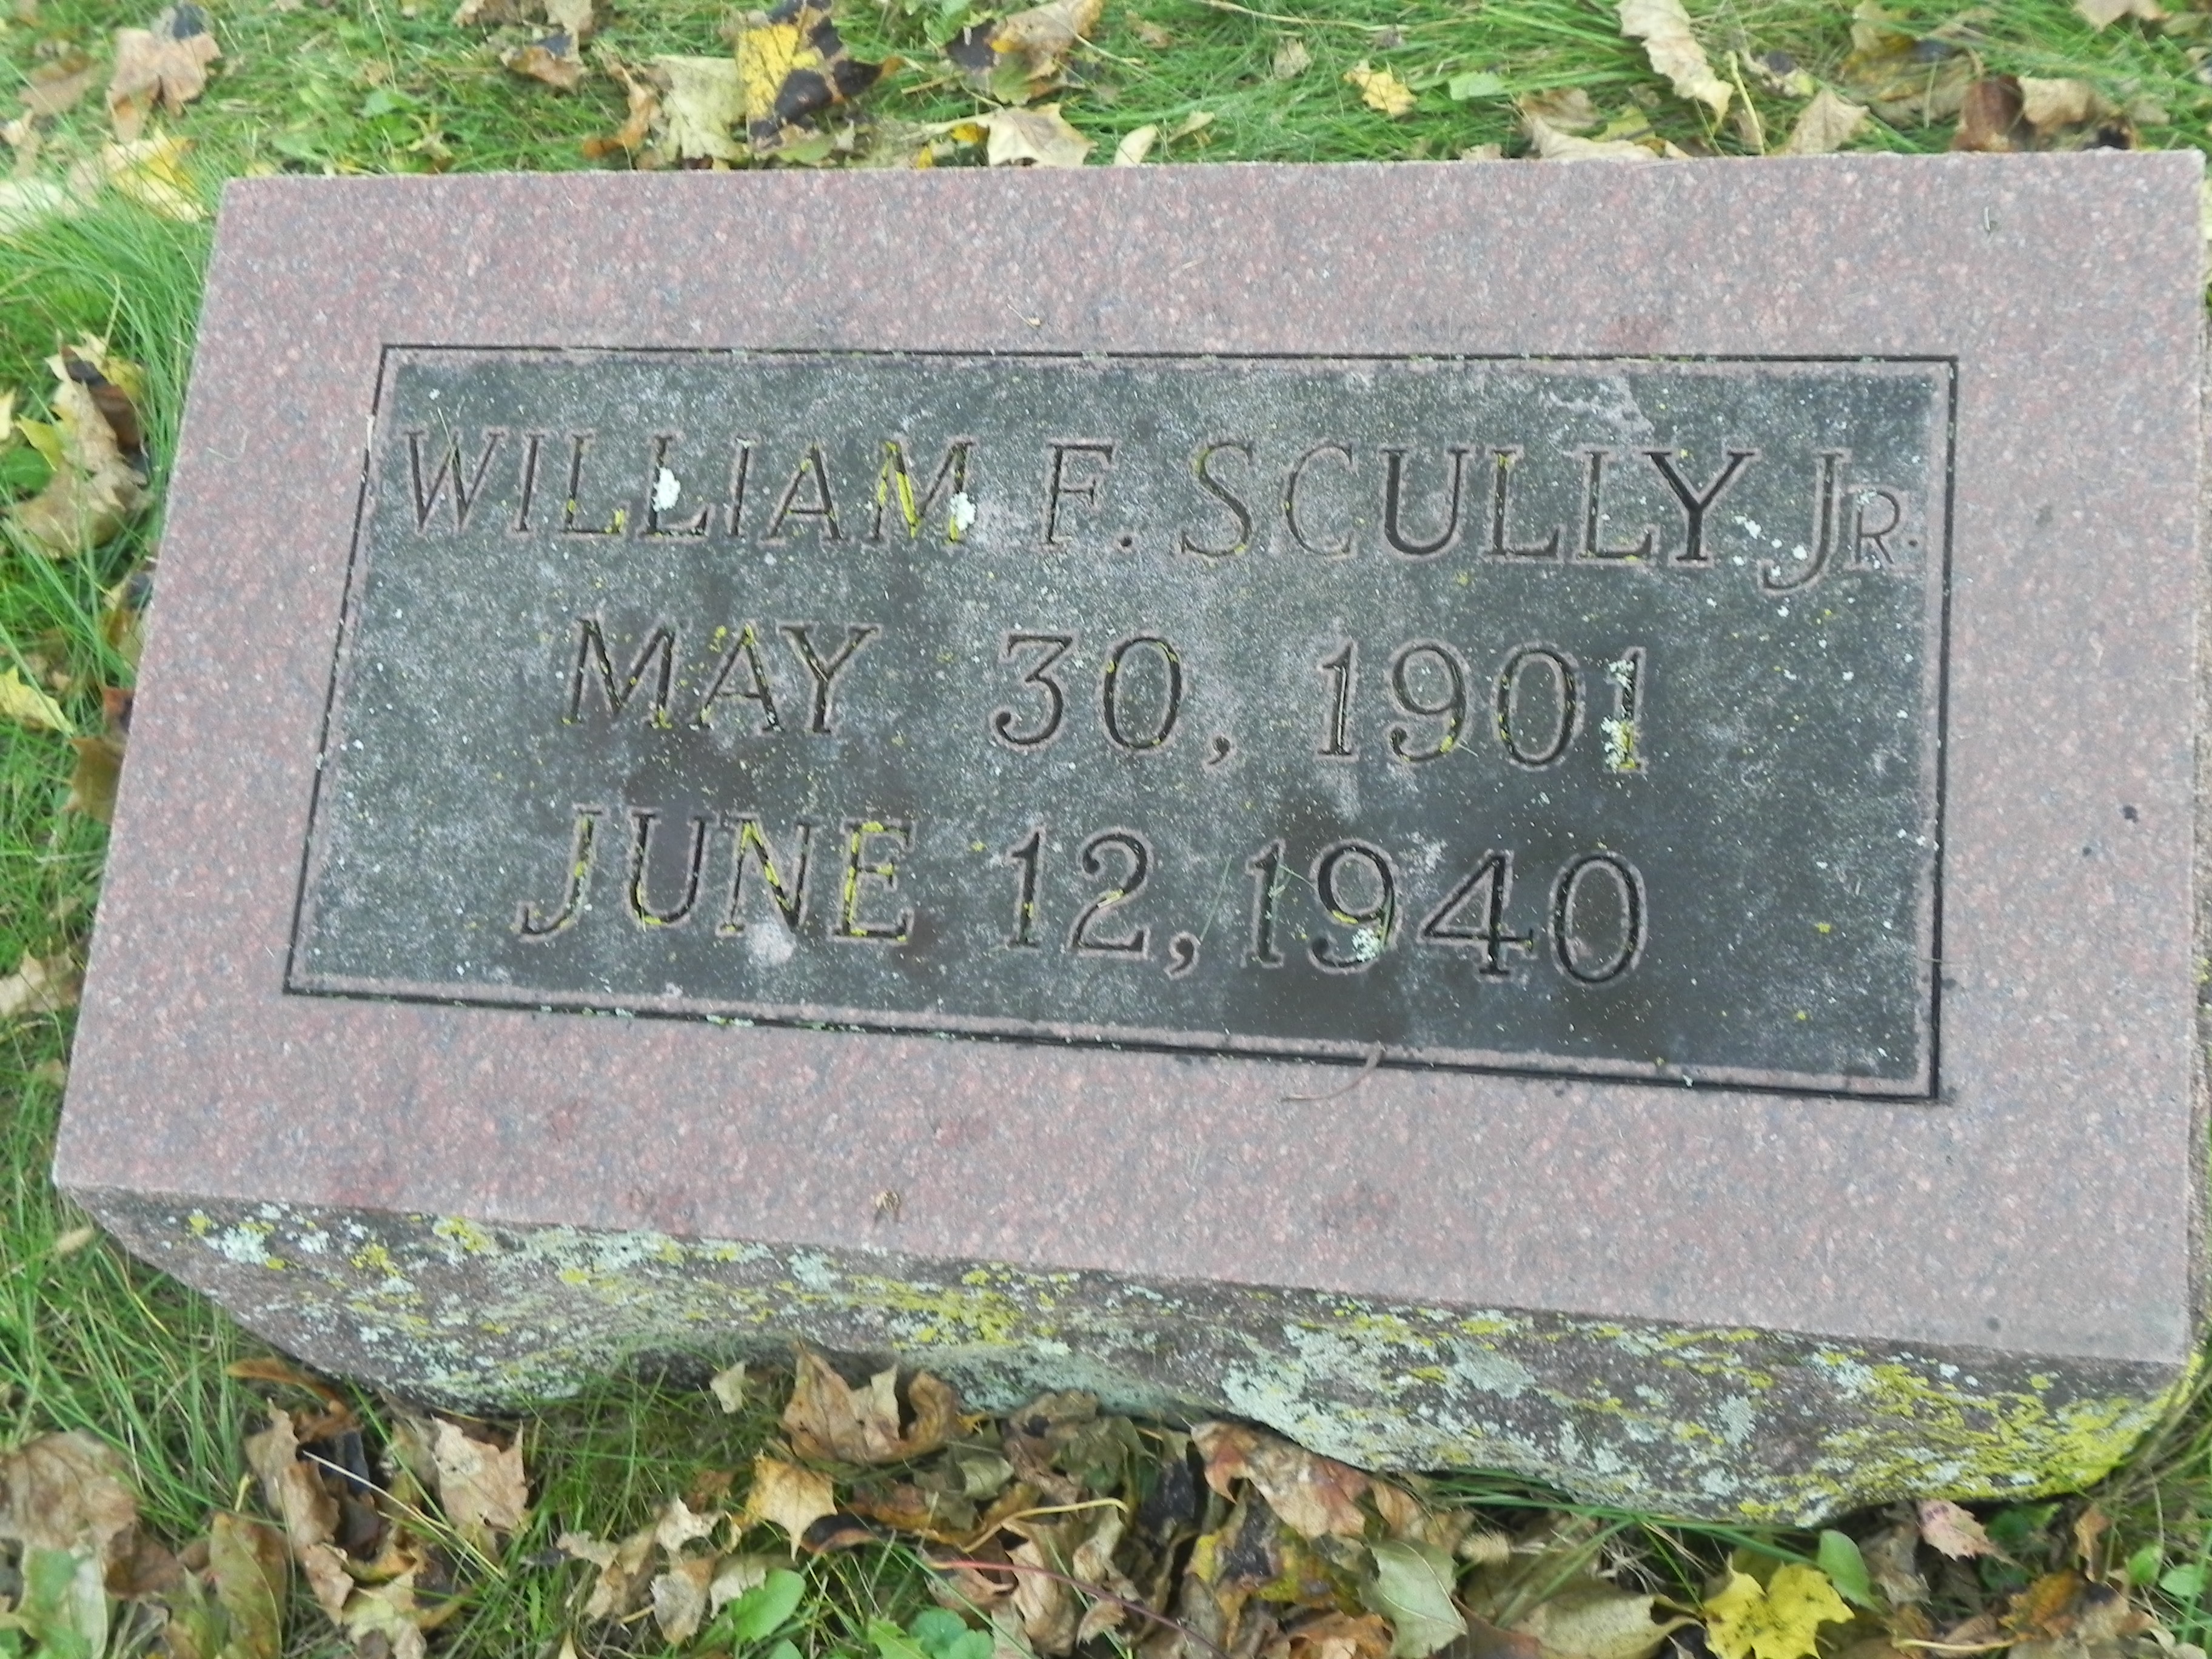 WILLIAM F. SCULLY JR.
MAY 30, 1901
JUNE 12, 1940